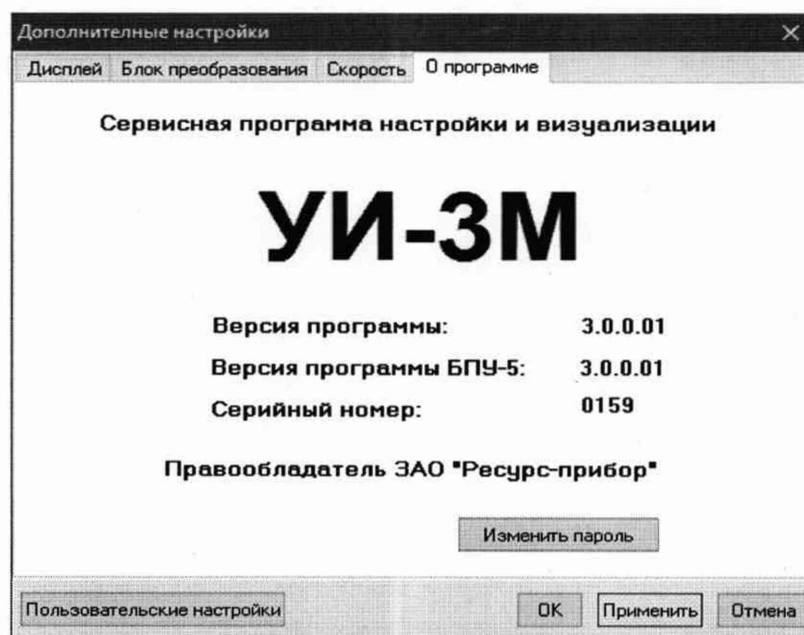 Дополнителные настройки
Дисплей Блок преобразования Скорость О программе
Сервисная программа настройки и визуализации
УИ-3М
Версия программы: 3.0.0.01
Версия программы БПУ-5: 3.0.0.01
Серийный номер: 0159
Правообладатель ЗАО "Ресурс-прибор"
Изменить пароль
Пользовательские настройки OK Применить Отмена